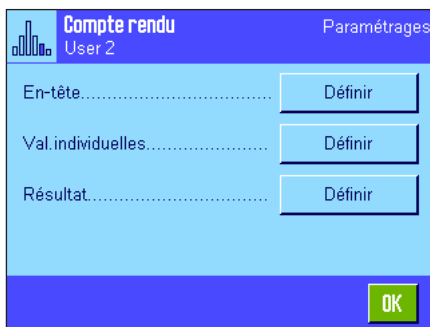 Compte rendu Paramétrages
User 2
En-tête.................................. Définir
Val.individuelles...................... Définir
Résultat................................ Définir
OK